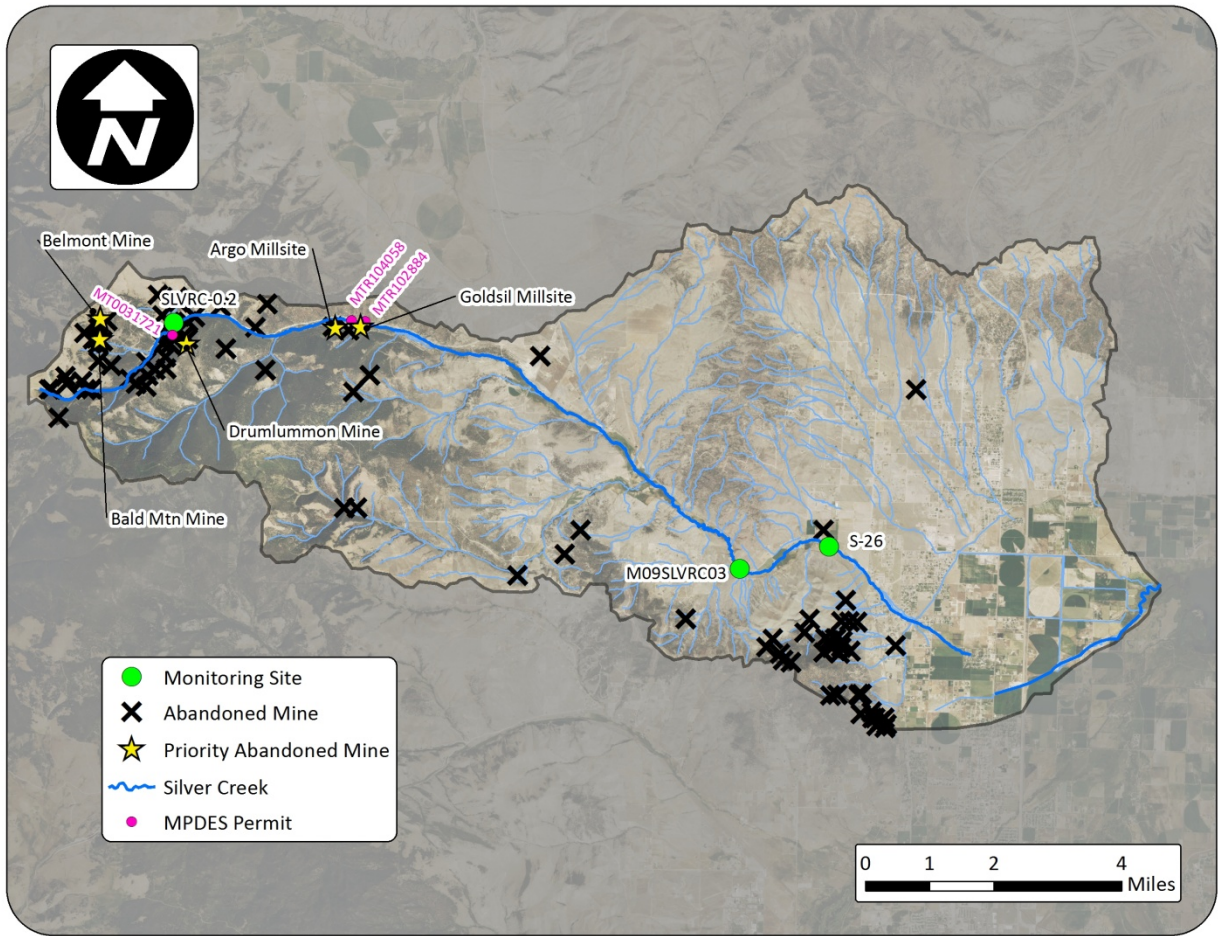 N
Belmont Mine
Argo Millsite
MTR104058
MTR102884
Goldsil Millsite
MT0031721
SLVRC-0.2
Drumlummon Mine
Bald Mtn Mine
M09SLVRC03
S-26
Monitoring Site
Abandoned Mine
Priority Abandoned Mine
Silver Creek
MPDES Permit
0 1 2 4
Miles